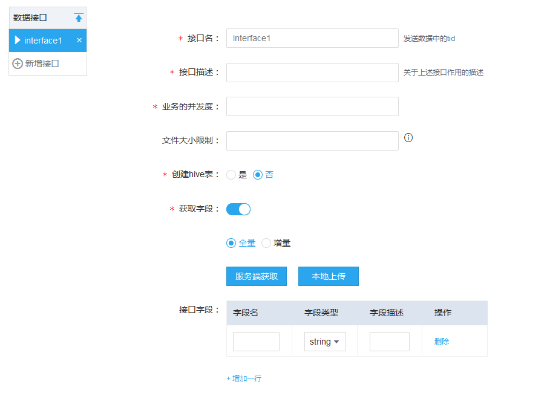 数据接口
interface1 ×
新增接口
* 接口名： interface1 发送数据中的tid
* 接口描述： 关于上述接口作用的描述
* 业务的并发度：
文件大小限制：
* 创建hive表： 是 否
* 获取字段：
全量 增量
服务器获取 本地上传
接口字段： 字段名 字段类型 字段描述 操作
string 删除
+ 增加一行